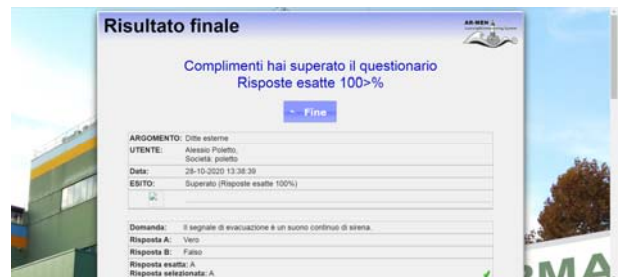 Risultato finale
AR-MEN
Complimenti hai superato il questionario
Risposte esatte 100>%
Fine
ARGOMENTO: Ditte esterne
UTENTE: Alessio Poletto,
Società: poletto
Data: 28-10-2020 13:38:39
ESITO: Superato (Risposte esatte 100%)
Domanda: Il segnale di evacuazione è un suono continuo di sirena.
Risposta A: Vero
Risposta B: Falso
Risposta esatta: A
Risposta selezionata: A
RMA